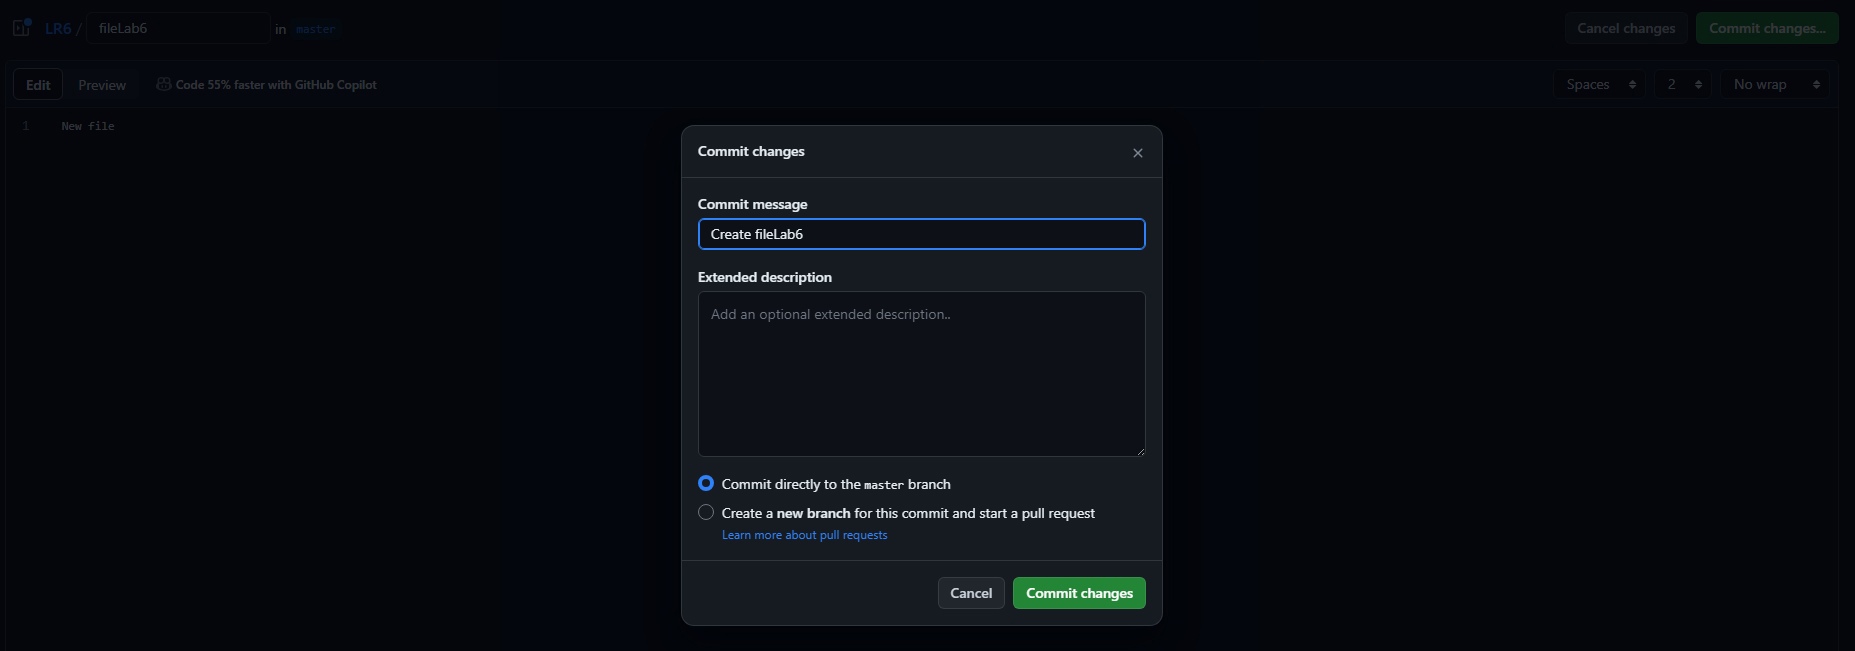 LR6 / fileLab6 in master Cancel changes Commit changes...
Edit Preview Code 55% faster with GitHub Copilot Spaces 2 No wrap
1 New file
Commit changes
Commit message
Create fileLab6
Extended description
Add an optional extended description..
Commit directly to the master branch
Create a new branch for this commit and start a pull request
Learn more about pull requests
Cancel Commit changes